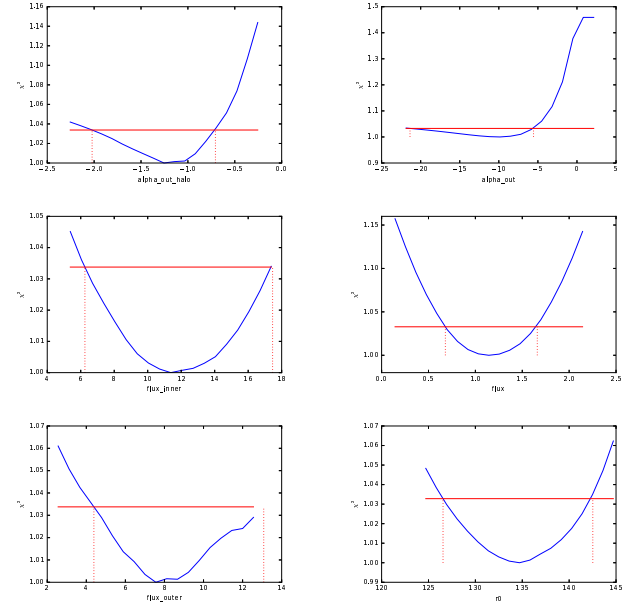 1.16
1.14
1.12
1.10
1.08
1.06
1.04
1.02
1.00
χ²
−2.5 −2.0 −1.5 −1.0 −0.5 0.0
alpha_out_halo
1.5
1.4
1.3
1.2
1.1
1.0
0.9
χ²
−25 −20 −15 −10 −5 0 5
alpha_out
1.05
1.04
1.03
1.02
1.01
1.00
χ²
4 6 8 10 12 14 16 18
flux_inner
1.15
1.10
1.05
1.00
χ²
0.0 0.5 1.0 1.5 2.0 2.5
flux
1.07
1.06
1.05
1.04
1.03
1.02
1.01
1.00
χ²
2 4 6 8 10 12 14
flux_outer
1.07
1.06
1.05
1.04
1.03
1.02
1.01
1.00
0.99
χ²
120 125 130 135 140 145
r0